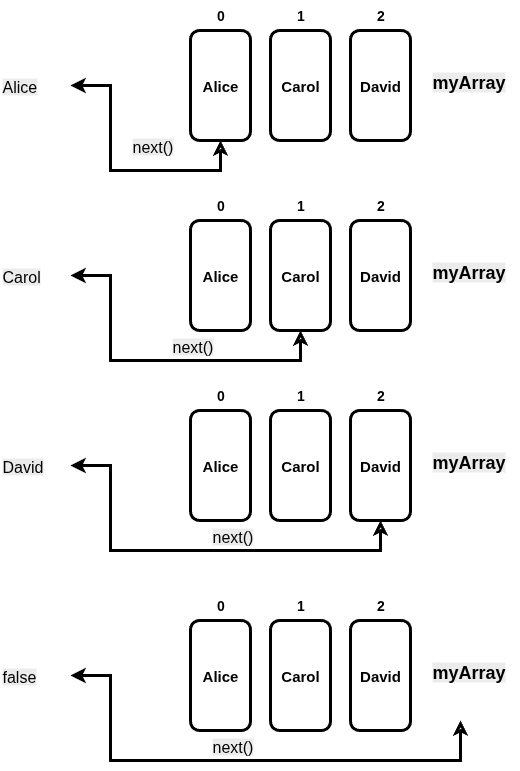 0 1 2
Alice Alice Carol David myArray
next()
0 1 2
Carol Alice Carol David myArray
next()
0 1 2
David Alice Carol David myArray
next()
0 1 2
false Alice Carol David myArray
next()